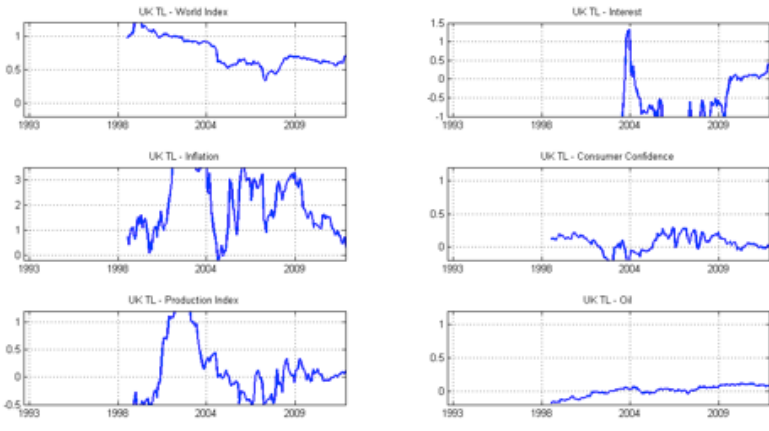 UK TL - World Index
1
0.5
0
1993 1998 2004 2009
UK TL - Interest
1.5
1
0.5
0
-0.5
-1
1993 1998 2004 2009
UK TL - Inflation
3
2
1
0
1993 1998 2004 2009
UK TL - Consumer Confidence
1
0.5
0
1993 1998 2004 2009
UK TL - Production Index
1
0.5
0
-0.5
1993 1998 2004 2009
UK TL - Oil
1
0.5
0
1993 1998 2004 2009